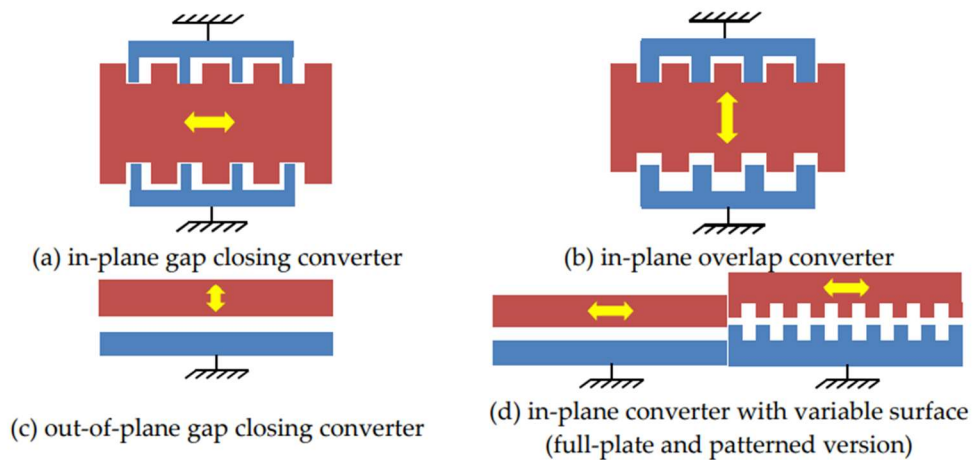 (a) in-plane gap closing converter
(b) in-plane overlap converter
(c) out-of-plane gap closing converter
(d) in-plane converter with variable surface
(full-plate and patterned version)